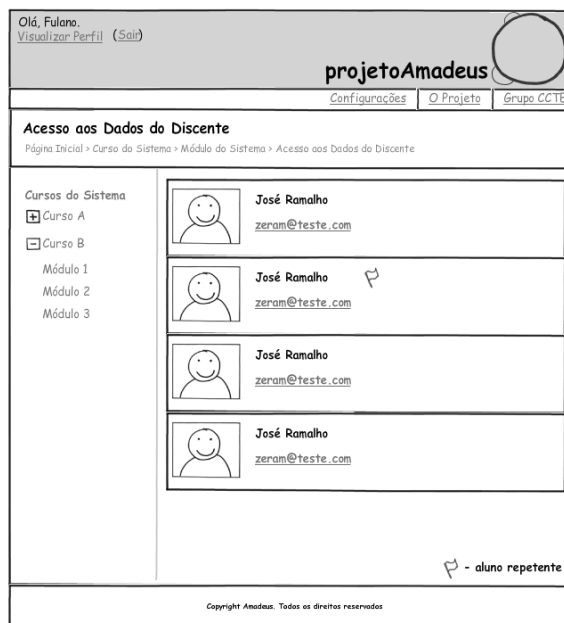 Olá, Fulano.
Visualizar Perfil (Sair)
projetoAmadeus
Configurações O Projeto Grupo CCTE
Acesso aos Dados do Discente
Página Inicial > Curso do Sistema > Módulo do Sistema > Acesso aos Dados do Discente
Cursos do Sistema
Curso A
Curso B
Módulo 1
Módulo 2
Módulo 3
José Ramalho
zeram@teste.com
José Ramalho
zeram@teste.com
José Ramalho
zeram@teste.com
José Ramalho
zeram@teste.com
- aluno repetente
Copyright Amadeus. Todos os direitos reservados